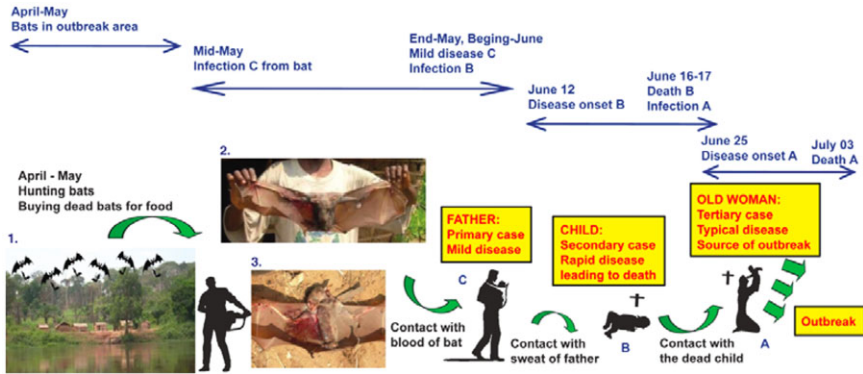 April-May
Bats in outbreak area
Mid-May
Infection C from bat
End-May, Beging-June
Mild disease C
Infection B
June 12
Disease onset B
June 16-17
Death B
Infection A
June 25
Disease onset A
July 03
Death A
April - May
Hunting bats
Buying dead bats for food
1.
2.
3.
FATHER:
Primary case
Mild disease
CHILD:
Secondary case
Rapid disease
leading to death
OLD WOMAN:
Tertiary case
Typical disease
Source of outbreak
C
Contact with
blood of bat
Contact with
sweat of father
B
Contact with
the dead child
A
Outbreak